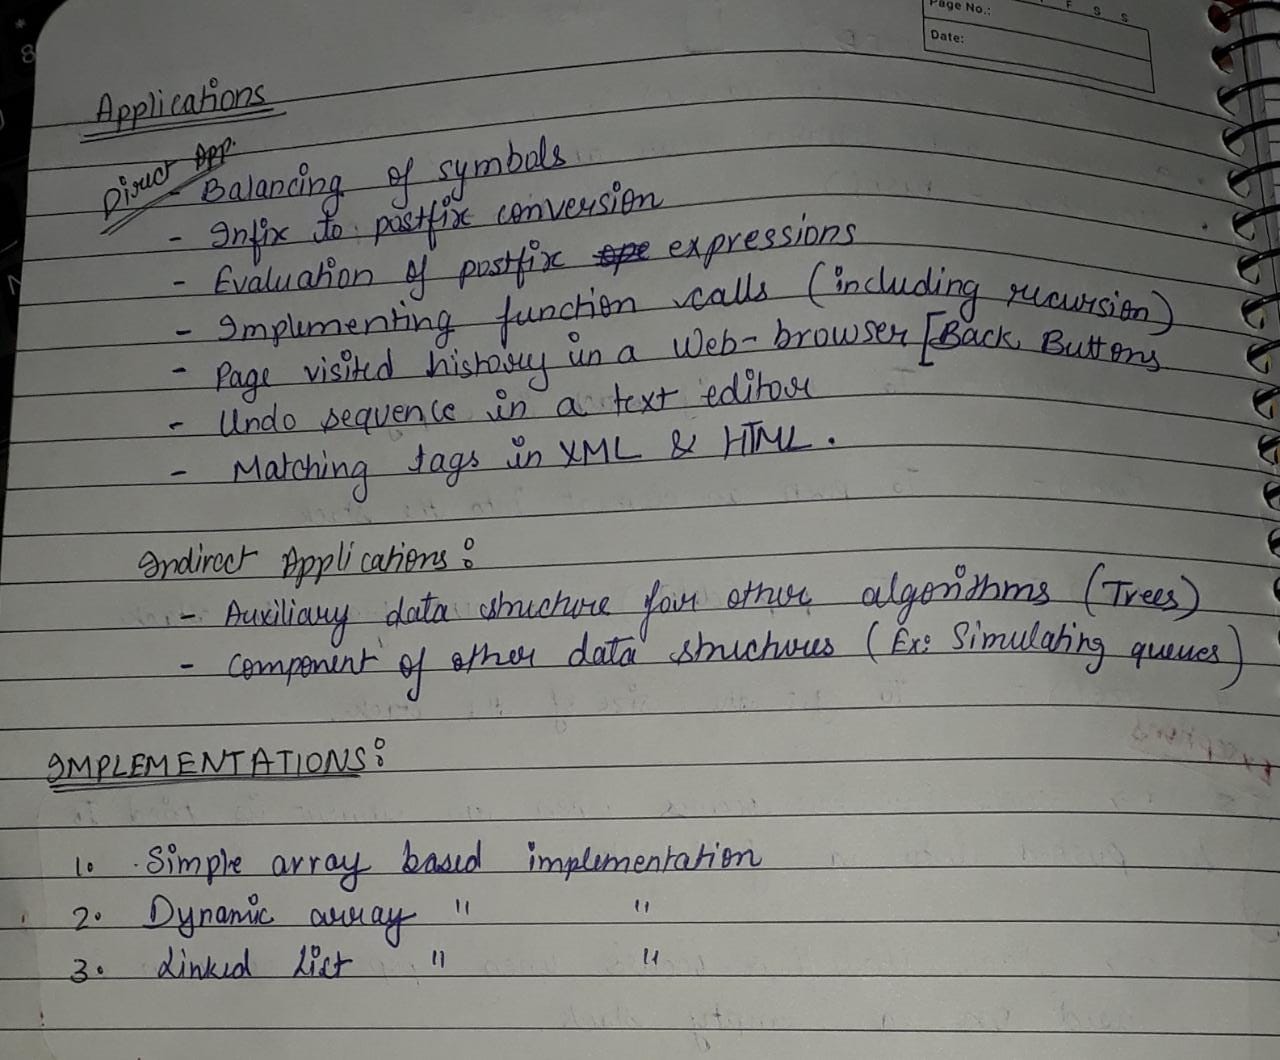 Page No.:
F S S
Date:
Applications
Direct App.
- Balancing of symbols
- Infix to postfix conversion
- Evaluation of postfix expressions
- Implementing function calls (including recursion)
- Page visited history in a Web-browser [Back Buttons
- Undo sequence in a text editor
- Matching tags in XML & HTML.
Indirect Applications:
- Auxiliary data structure for other algorithms (Trees)
- Component of other data structures (Ex: Simulating queues)
IMPLEMENTATIONS:
1. Simple array based implementation
2. Dynamic array " "
3. Linked List " "